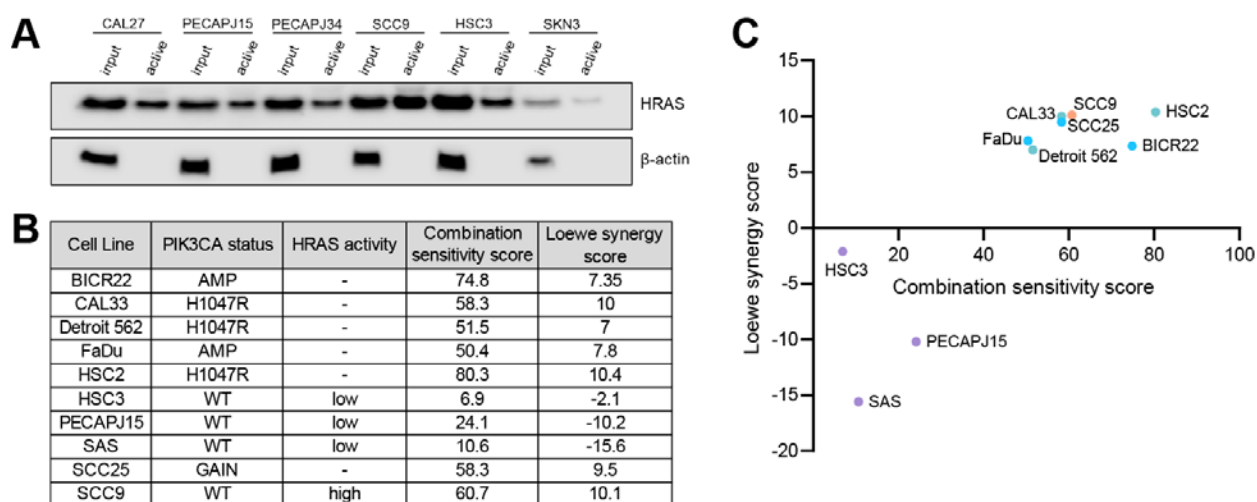 A
CAL27 PECAPJ15 PECAPJ34 SCC9 HSC3 SKN3
input active input active input active input active input active input active
HRAS
β-actin
B
Cell Line PIK3CA status HRAS activity Combination sensitivity score Loewe synergy score
BICR22 AMP - 74.8 7.35
CAL33 H1047R - 58.3 10
Detroit 562 H1047R - 51.5 7
FaDu AMP - 50.4 7.8
HSC2 H1047R - 80.3 10.4
HSC3 WT low 6.9 -2.1
PECAPJ15 WT low 24.1 -10.2
SAS WT low 10.6 -15.6
SCC25 GAIN - 58.3 9.5
SCC9 WT high 60.7 10.1
C
Loewe synergy score
15
10
5
0
-5
-10
-15
-20
20 40 60 80 100
Combination sensitivity score
CAL33
SCC9
SCC25
HSC2
FaDu
Detroit 562
BICR22
HSC3
PECAPJ15
SAS